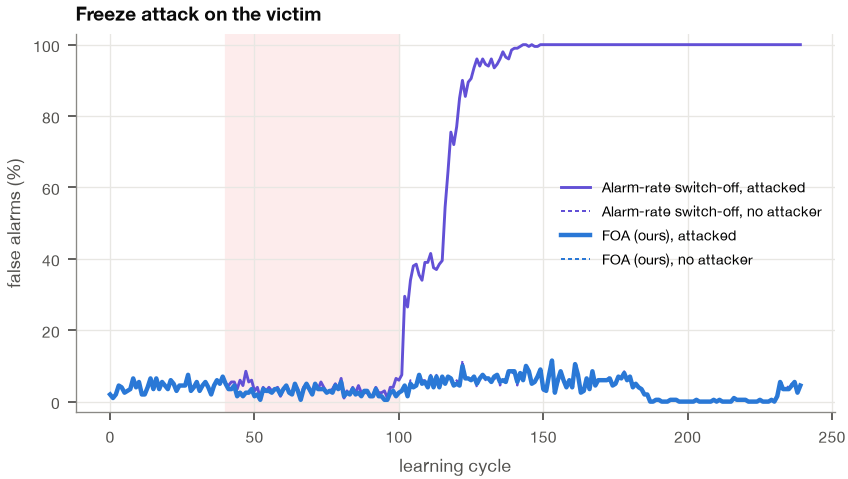 Freeze attack on the victim
false alarms (%)
100
80
60
40
20
0
Alarm-rate switch-off, attacked
Alarm-rate switch-off, no attacker
FOA (ours), attacked
FOA (ours), no attacker
0 50 100 150 200 250
learning cycle